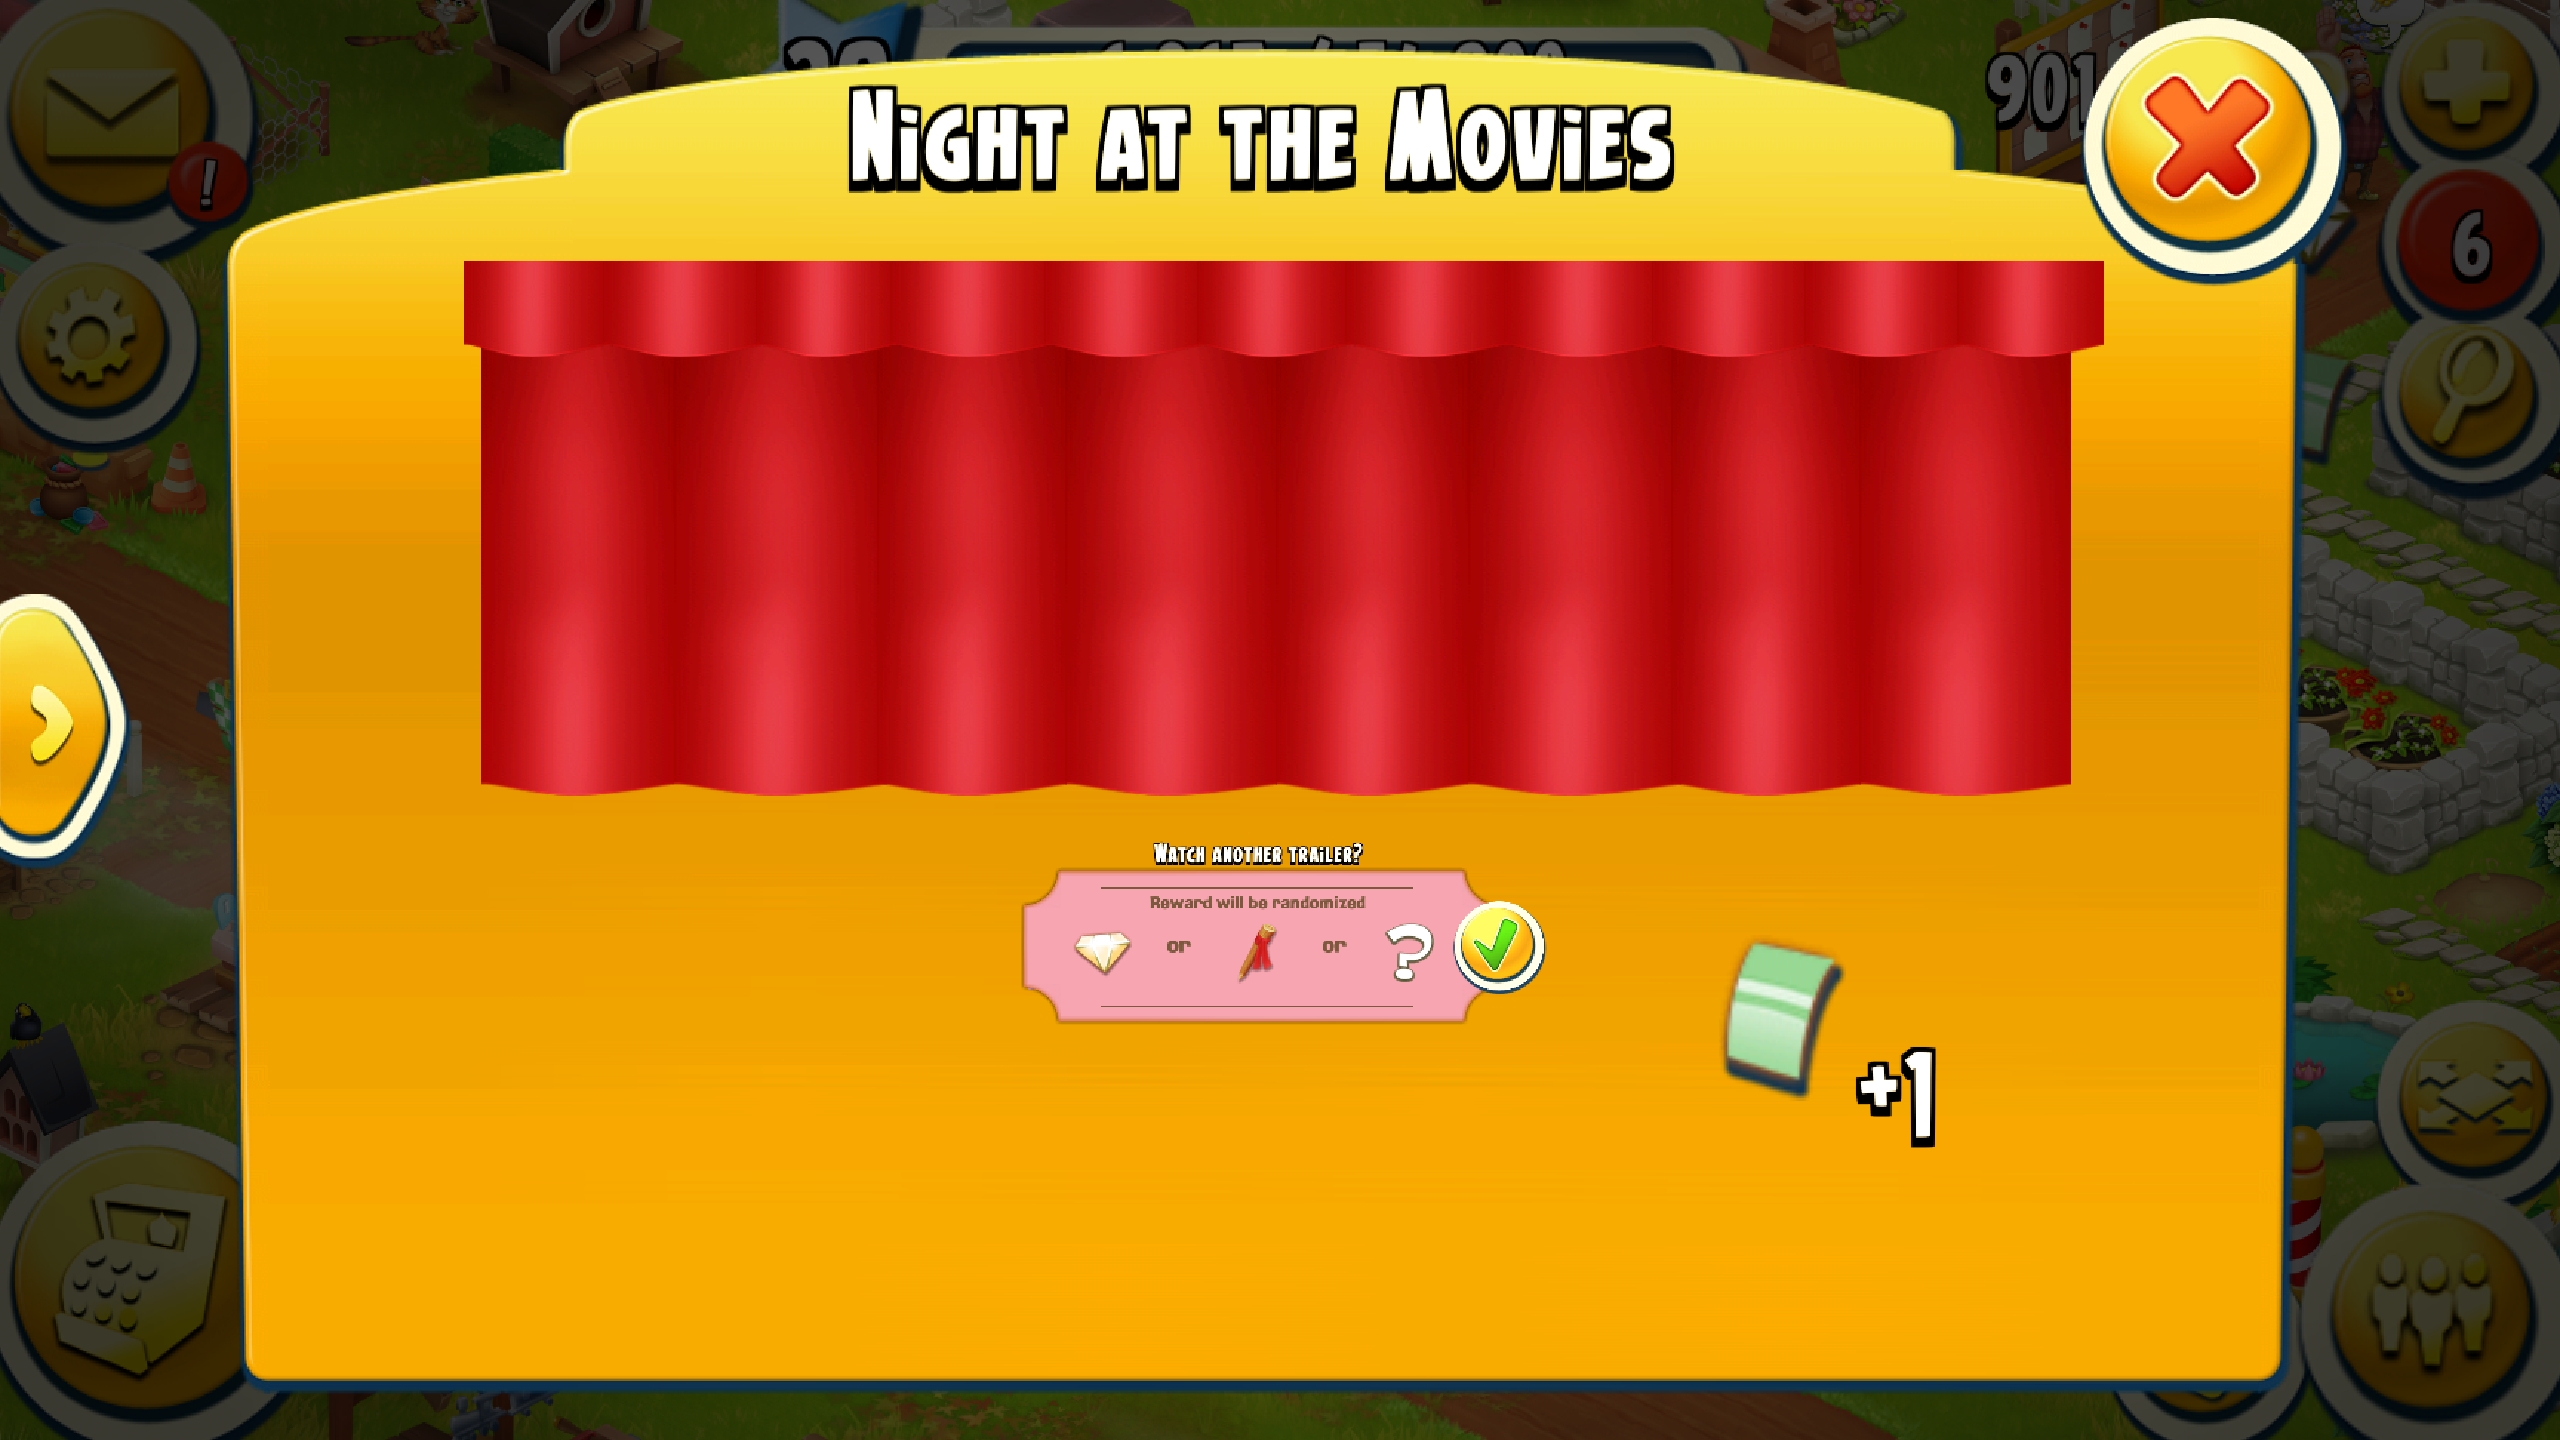 Night at the Movies
901
!
6
Watch another trailer?
Reward will be randomized
or or ?
+1